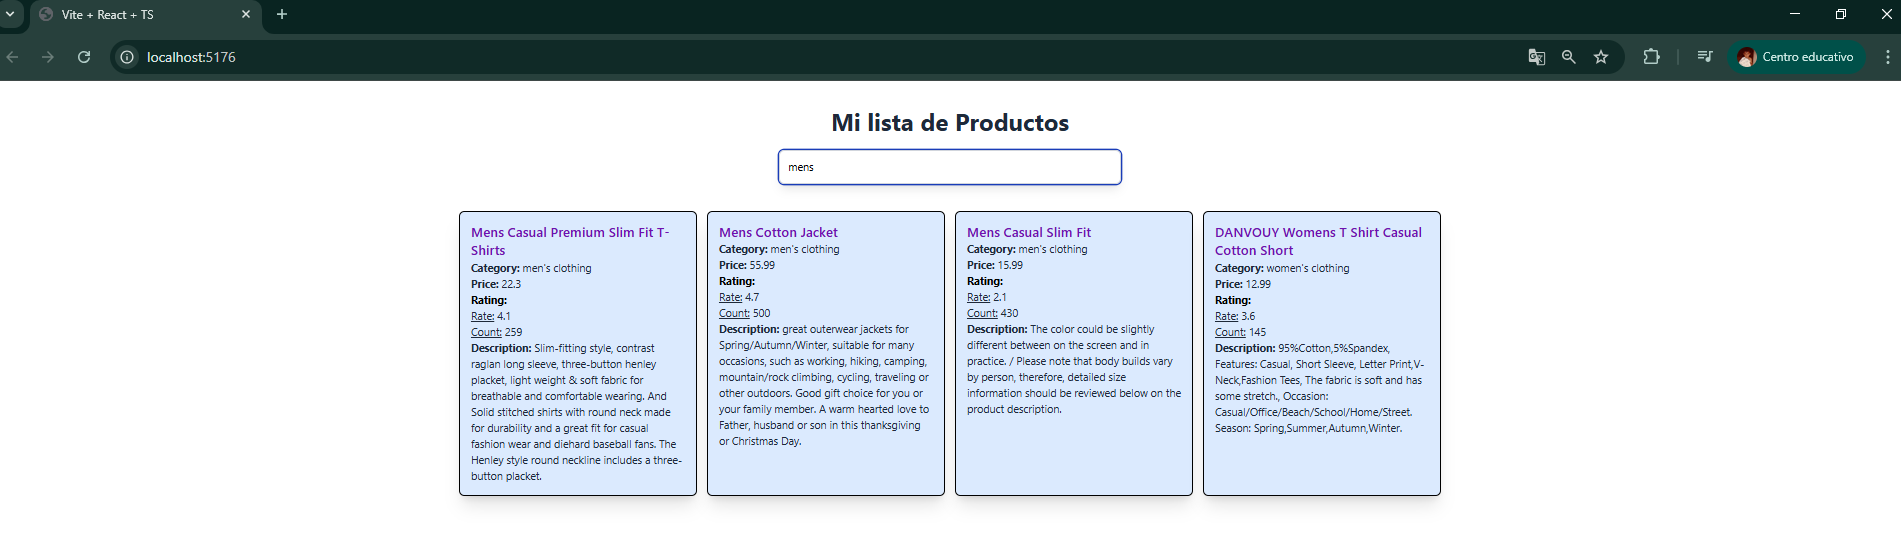 Vite + React + TS
localhost:5176
Centro educativo
Mi lista de Productos
mens
Mens Casual Premium Slim Fit T-
Shirts
Category: men's clothing
Price: 22.3
Rating:
Rate: 4.1
Count: 259
Description: Slim-fitting style, contrast
raglan long sleeve, three-button henley
placket, light weight & soft fabric for
breathable and comfortable wearing. And
Solid stitched shirts with round neck made
for durability and a great fit for casual
fashion wear and diehard baseball fans. The
Henley style round neckline includes a three-
button placket.
Mens Cotton Jacket
Category: men's clothing
Price: 55.99
Rating:
Rate: 4.7
Count: 500
Description: great outerwear jackets for
Spring/Autumn/Winter, suitable for many
occasions, such as working, hiking, camping,
mountain/rock climbing, cycling, traveling or
other outdoors. Good gift choice for you or
your family member. A warm hearted love to
Father, husband or son in this thanksgiving
or Christmas Day.
Mens Casual Slim Fit
Category: men's clothing
Price: 15.99
Rating:
Rate: 2.1
Count: 430
Description: The color could be slightly
different between on the screen and in
practice. / Please note that body builds vary
by person, therefore, detailed size
information should be reviewed below on the
product description.
DANVOUY Womens T Shirt Casual
Cotton Short
Category: women's clothing
Price: 12.99
Rating:
Rate: 3.6
Count: 145
Description: 95%Cotton,5%Spandex,
Features: Casual, Short Sleeve, Letter Print,V-
Neck,Fashion Tees, The fabric is soft and has
some stretch., Occasion:
Casual/Office/Beach/School/Home/Street.
Season: Spring,Summer,Autumn,Winter.